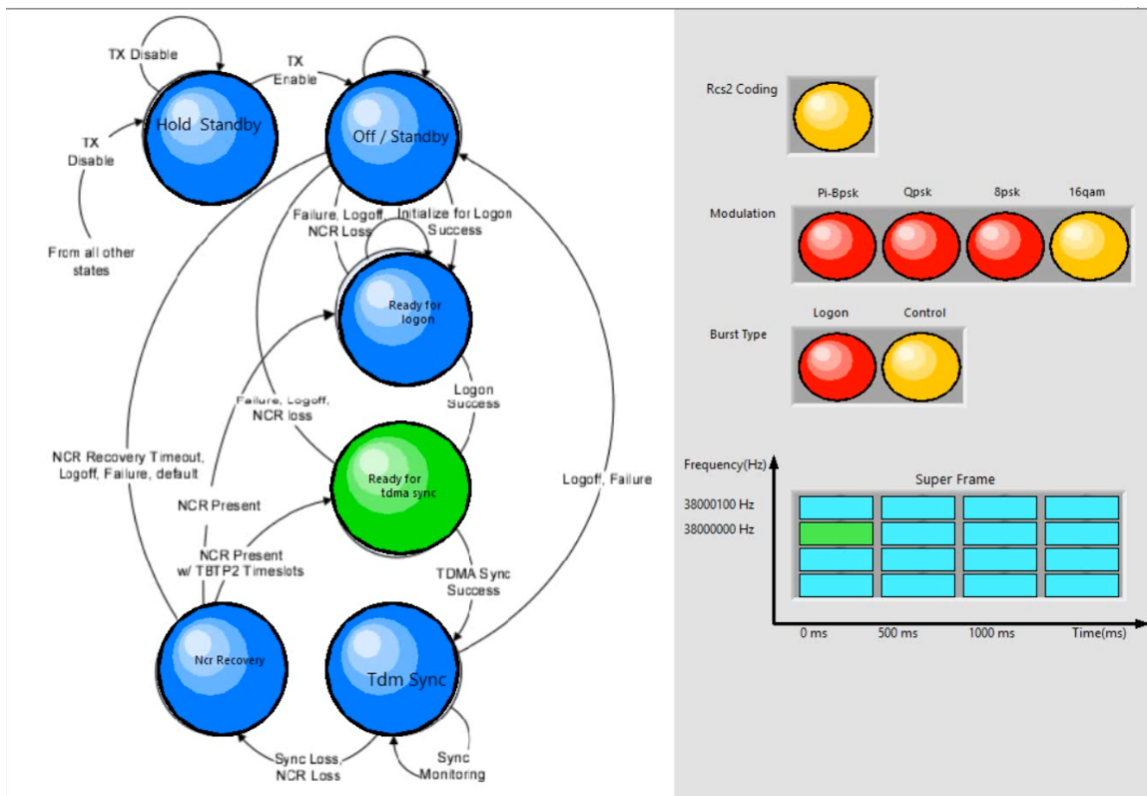 TX Disable
TX
Enable
Hold Standby
Off / Standby
TX
Disable
From all other
states
Failure, Logoff,
NCR Loss
Initialize for Logon
Success
Ready for
logon
Logon
Success
Failure, Logoff,
NCR loss
NCR Recovery Timeout,
Logoff, Failure, default
Ready for
tdma sync
Logoff, Failure
NCR Present
NCR Present
w/ TBTP2 Timeslots
TDMA Sync
Success
Ncr Recovery
Tdm Sync
Sync Loss,
NCR Loss
Sync
Monitoring
Rcs2 Coding
Pi-Bpsk Qpsk 8psk 16qam
Modulation
Logon Control
Burst Type
Frequency(Hz)
Super Frame
38000100 Hz
38000000 Hz
0 ms 500 ms 1000 ms Time(ms)